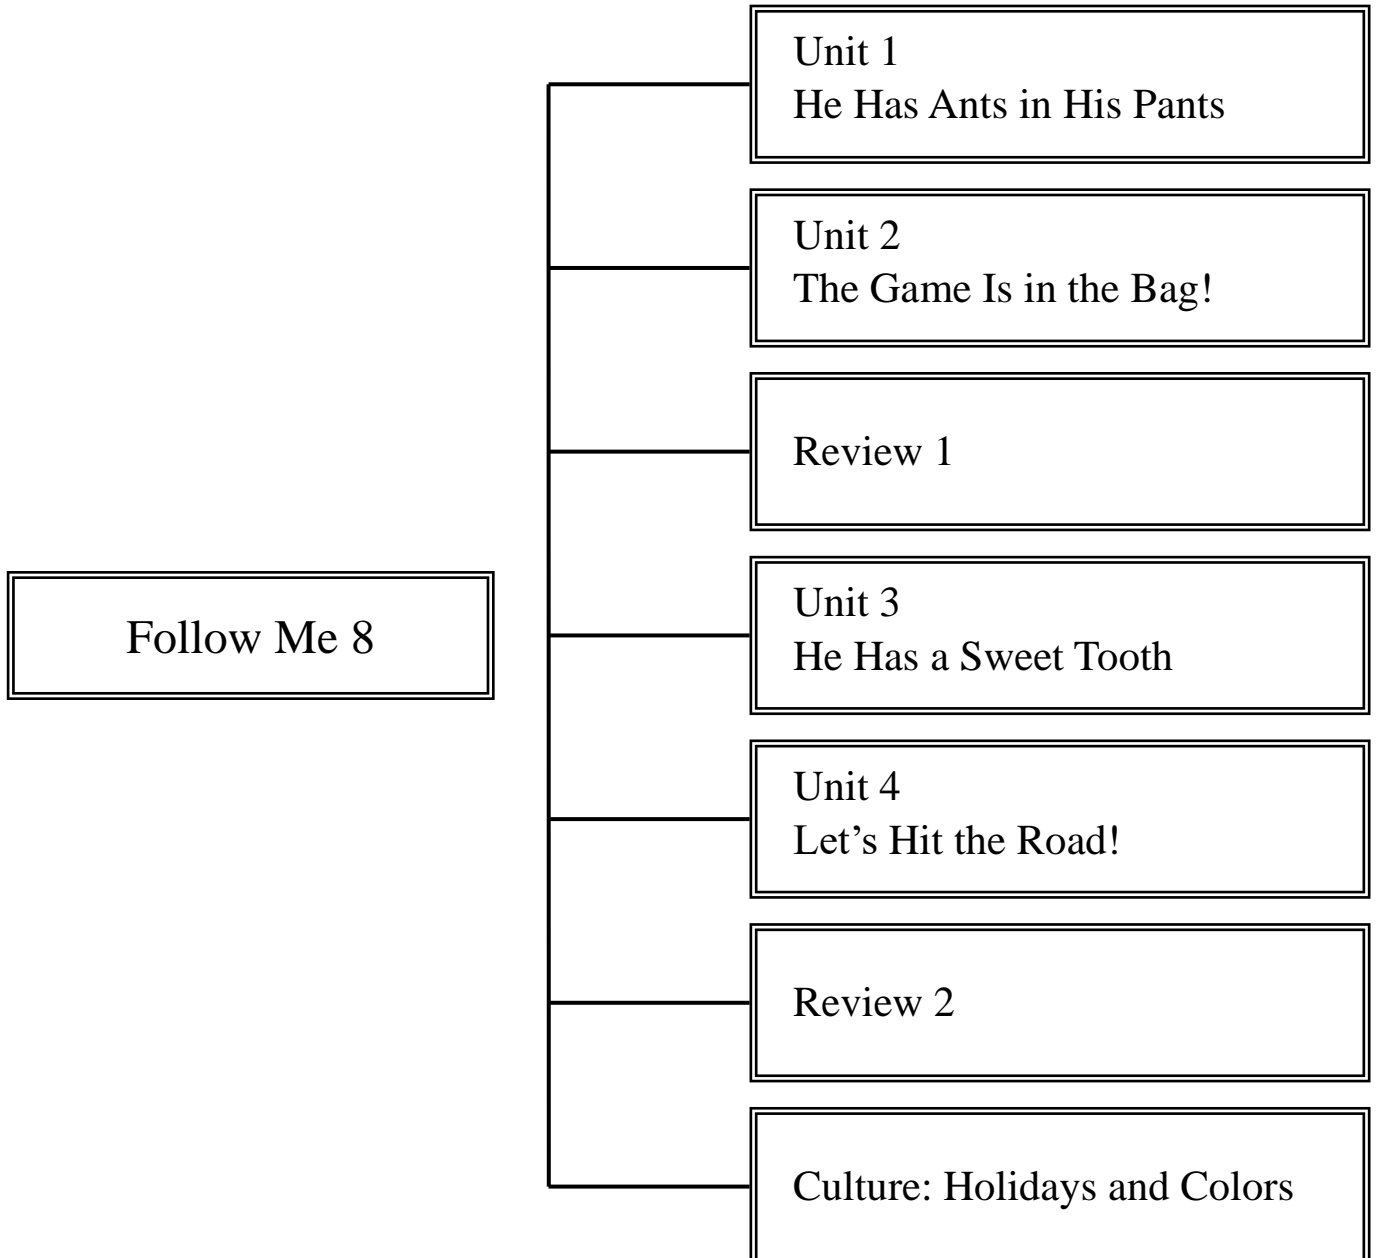 Follow Me 8
Unit 1
He Has Ants in His Pants
Unit 2
The Game Is in the Bag!
Review 1
Unit 3
He Has a Sweet Tooth
Unit 4
Let’s Hit the Road!
Review 2
Culture: Holidays and Colors